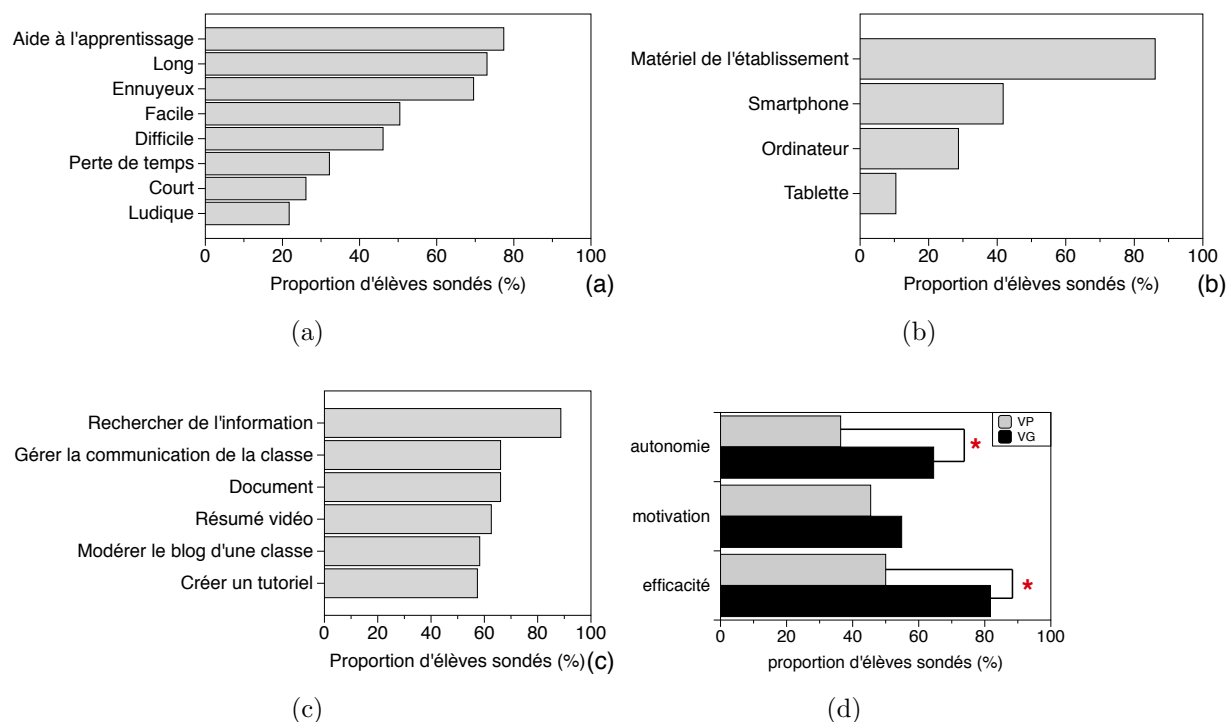 Aide à l'apprentissage
Long
Ennuyeux
Facile
Difficile
Perte de temps
Court
Ludique
0 20 40 60 80 100
Proportion d'élèves sondés (%)
(a)
(a)
Matériel de l'établissement
Smartphone
Ordinateur
Tablette
0 20 40 60 80 100
Proportion d'élèves sondés (%)
(b)
(b)
Rechercher de l'information
Gérer la communication de la classe
Document
Résumé vidéo
Modérer le blog d'une classe
Créer un tutoriel
0 20 40 60 80 100
Proportion d'élèves sondés (%)
(c)
(c)
VP
VG
autonomie
*
motivation
efficacité
*
0 20 40 60 80 100
proportion d'élèves sondés (%)
(d)